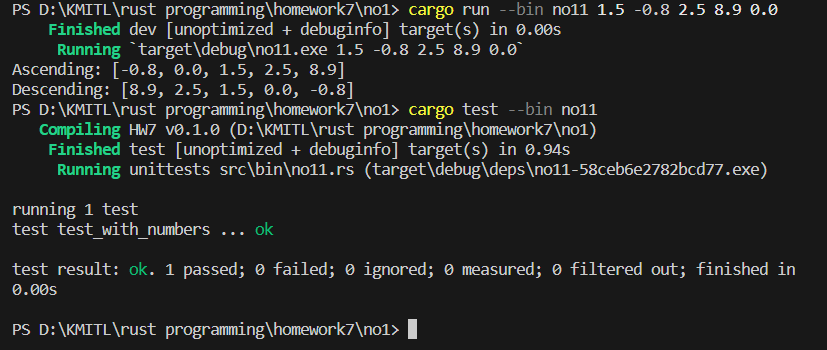 PS D:\KMITL\rust programming\homework7\no1> cargo run --bin no11 1.5 -0.8 2.5 8.9 0.0
    Finished dev [unoptimized + debuginfo] target(s) in 0.00s
     Running `target\debug\no11.exe 1.5 -0.8 2.5 8.9 0.0`
Ascending: [-0.8, 0.0, 1.5, 2.5, 8.9]
Descending: [8.9, 2.5, 1.5, 0.0, -0.8]
PS D:\KMITL\rust programming\homework7\no1> cargo test --bin no11
   Compiling HW7 v0.1.0 (D:\KMITL\rust programming\homework7\no1)
    Finished test [unoptimized + debuginfo] target(s) in 0.94s
     Running unittests src\bin\no11.rs (target\debug\deps\no11-58ceb6e2782bcd77.exe)

running 1 test
test test_with_numbers ... ok

test result: ok. 1 passed; 0 failed; 0 ignored; 0 measured; 0 filtered out; finished in
0.00s

PS D:\KMITL\rust programming\homework7\no1>